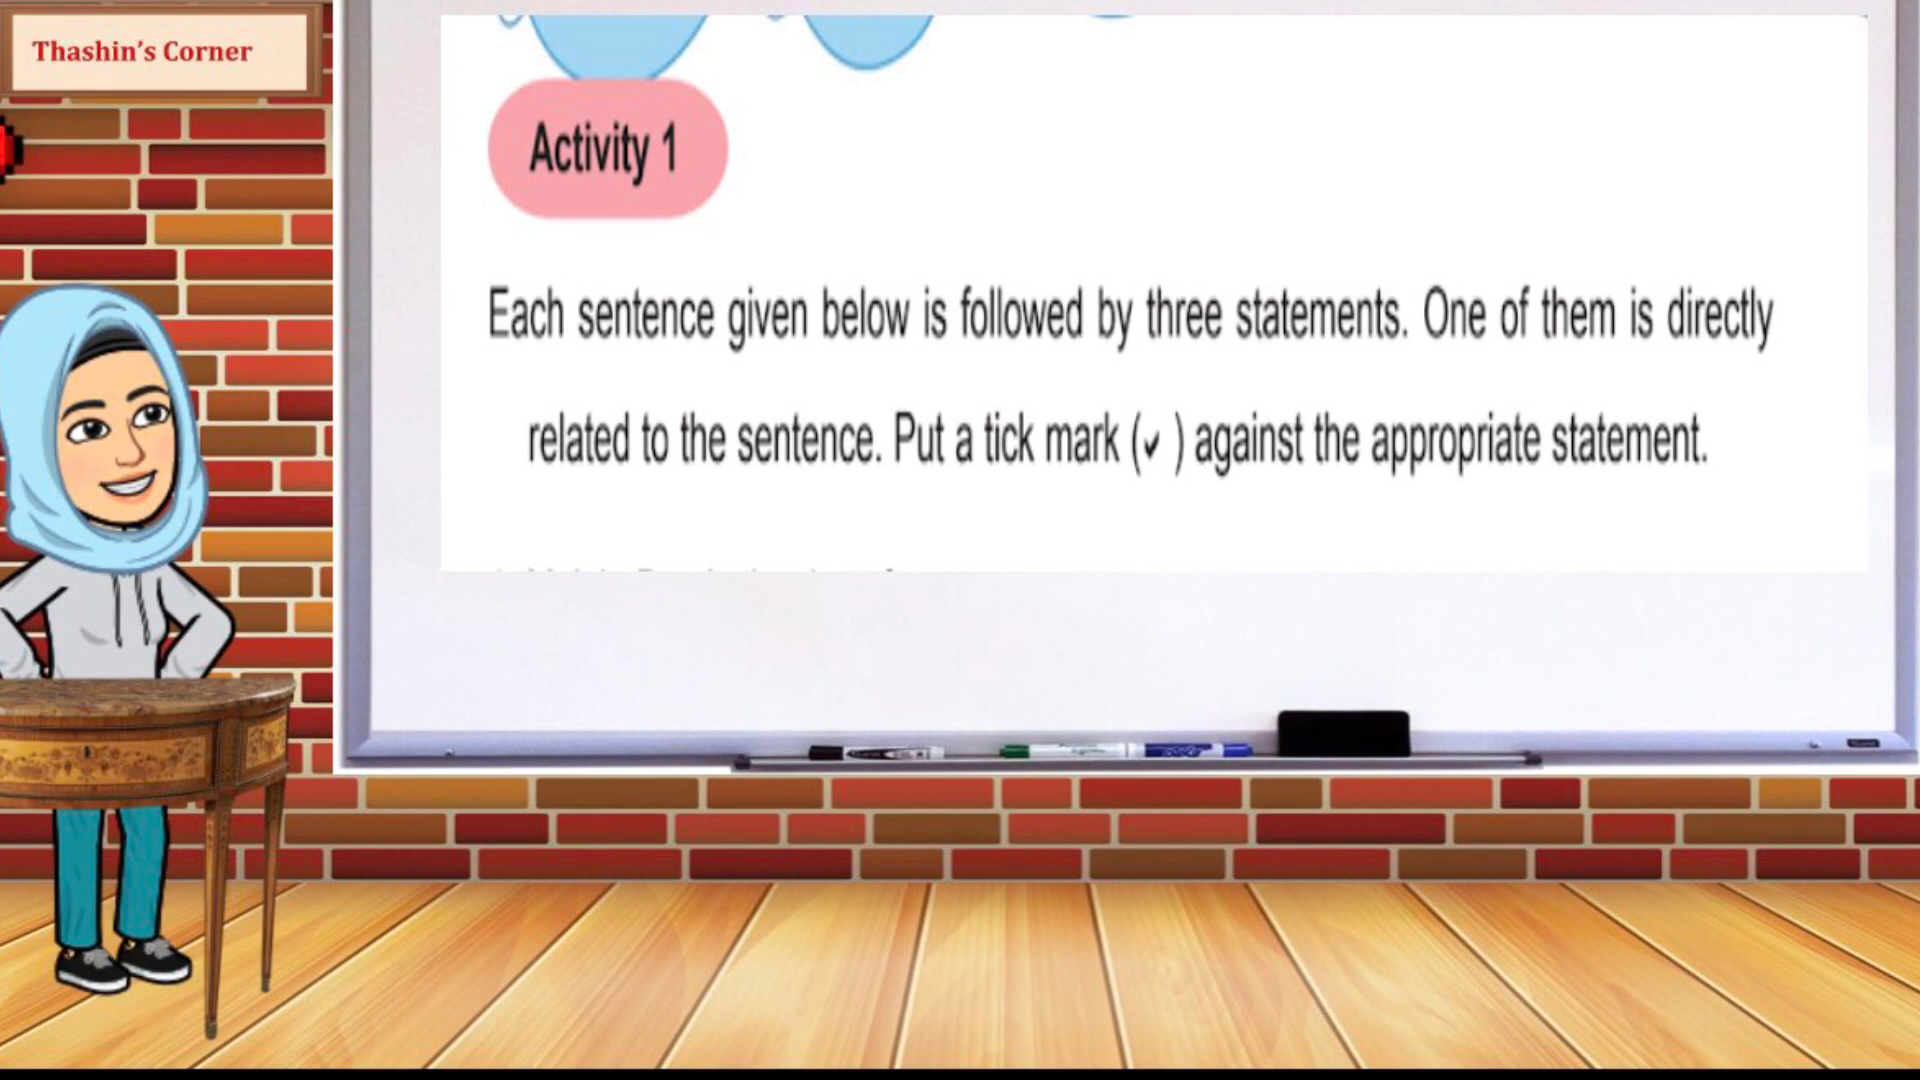 Thashin's Corner
Activity 1
Each sentence given below is followed by three statements. One of them is directly
related to the sentence. Put a tick mark (✔ ) against the appropriate statement.